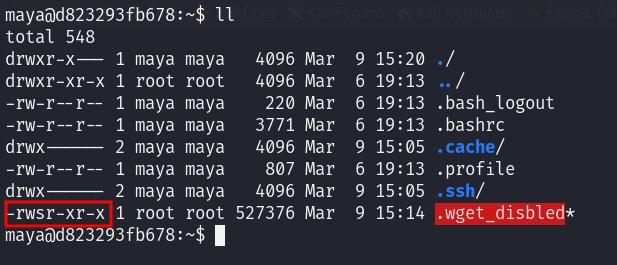 maya@d823293fb678:~$ ll
total 548
drwxr-x--- 1 maya maya   4096 Mar  9 15:20 ./
drwxr-xr-x 1 root root   4096 Mar  6 19:13 ../
-rw-r--r-- 1 maya maya    220 Mar  6 19:13 .bash_logout
-rw-r--r-- 1 maya maya   3771 Mar  6 19:13 .bashrc
drwx------ 2 maya maya   4096 Mar  9 15:05 .cache/
-rw-r--r-- 1 maya maya    807 Mar  6 19:13 .profile
drwx------ 2 maya maya   4096 Mar  9 15:05 .ssh/
-rwsr-xr-x 1 root root 527376 Mar  9 15:14 .wget_disbled*
maya@d823293fb678:~$